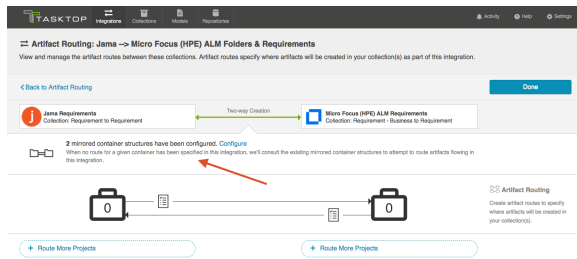 TASKTOP
Integrations
Collections
Models
Repositories
Activity
Help
Settings
Artifact Routing: Jama --> Micro Focus (HPE) ALM Folders & Requirements
View and manage the artifact routes between these collections. Artifact routes specify where artifacts will be created in your collection(s) as part of this integration.
Back to Artifact Routing
Done
Jama Requirements
Collection: Requirement to Requirement
Two-way Creation
Micro Focus (HPE) ALM Requirements
Collection: Requirement - Business to Requirement
2 mirrored container structures have been configured. Configure
When no route for a given container has been specified in this integration, we'll consult the existing mirrored container structures to attempt to route artifacts flowing in
this integration.
0
0
Artifact Routing
Create artifact routes to specify
where artifacts will be created in
your collection(s).
+ Route More Projects
+ Route More Projects